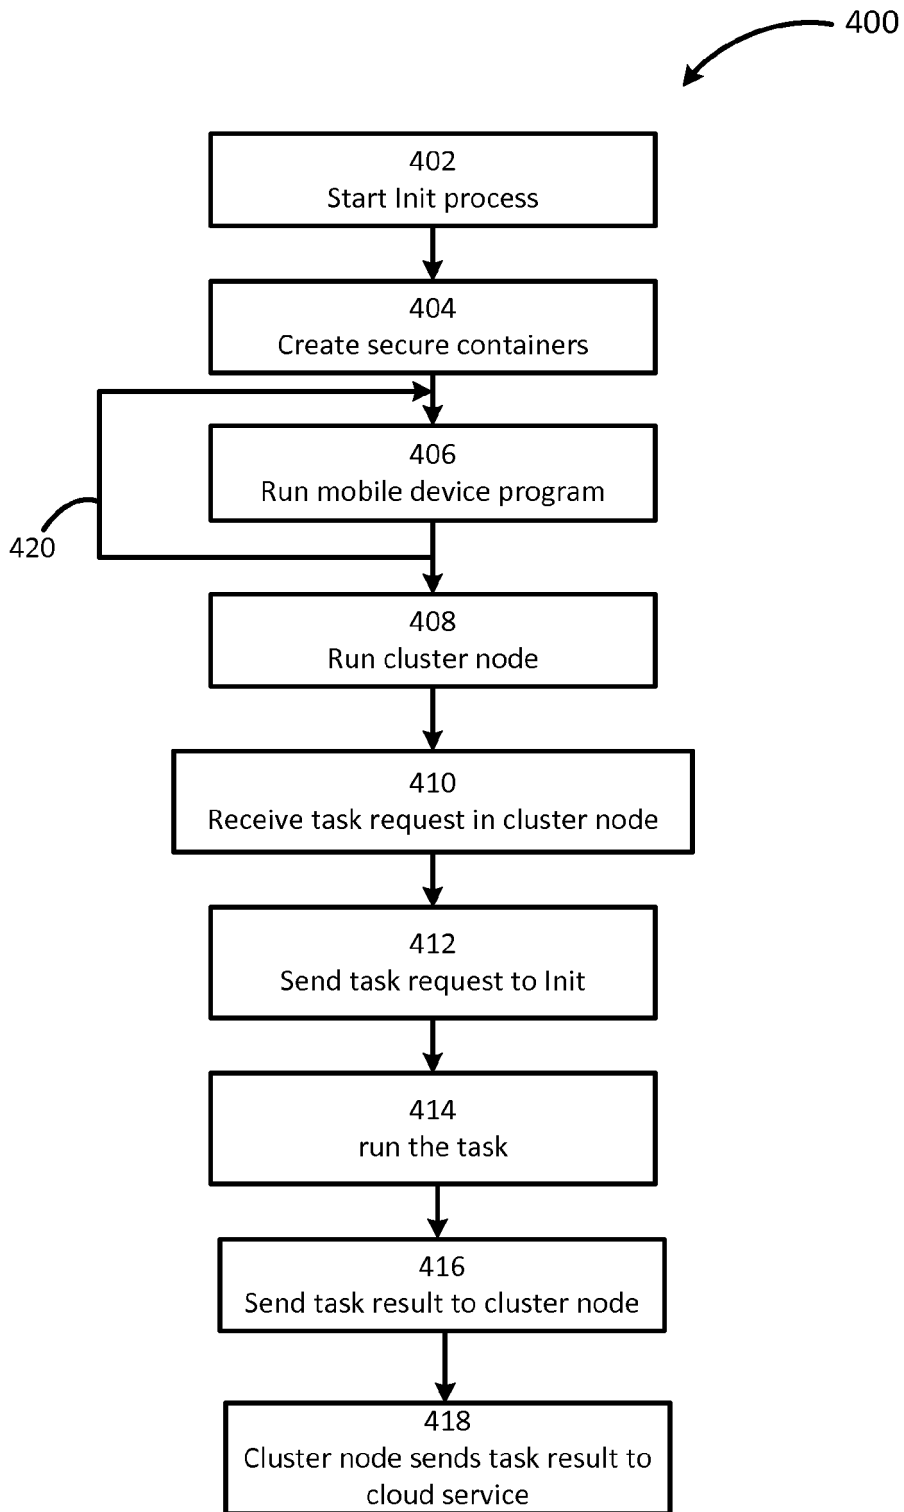 400
402
Start Init process
404
Create secure containers
406
Run mobile device program
420
408
Run cluster node
410
Receive task request in cluster node
412
Send task request to Init
414
run the task
416
Send task result to cluster node
418
Cluster node sends task result to
cloud service